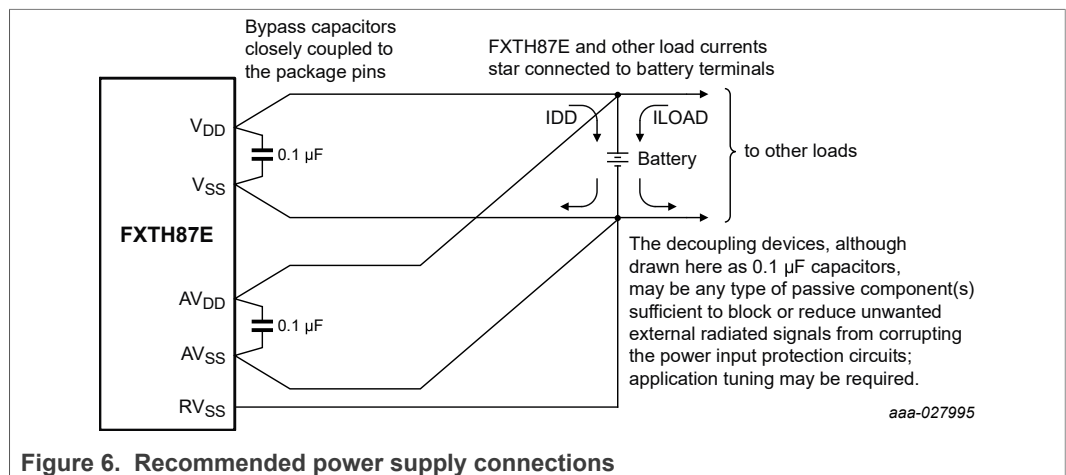 Bypass capacitors
closely coupled to
the package pins
FXTH87E and other load currents
star connected to battery terminals
VDD
0.1 µF
VSS
FXTH87E
AVDD
0.1 µF
AVSS
RVSS
IDD
ILOAD
Battery
to other loads
The decoupling devices, although
drawn here as 0.1 µF capacitors,
may be any type of passive component(s)
sufficient to block or reduce unwanted
external radiated signals from corrupting
the power input protection circuits;
application tuning may be required.
aaa-027995
Figure 6. Recommended power supply connections